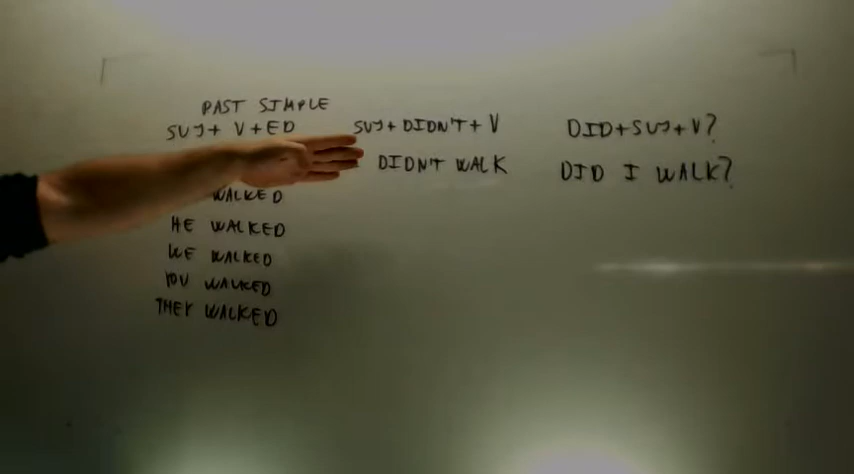 PAST SIMPLE
SUJ+ V+ED
WALKED
HE WALKED
WE WALKED
YOU WALKED
THEY WALKED
SUJ+ DIDN'T+ V
DIDN'T WALK
DID+SUJ+V?
DID I WALK?